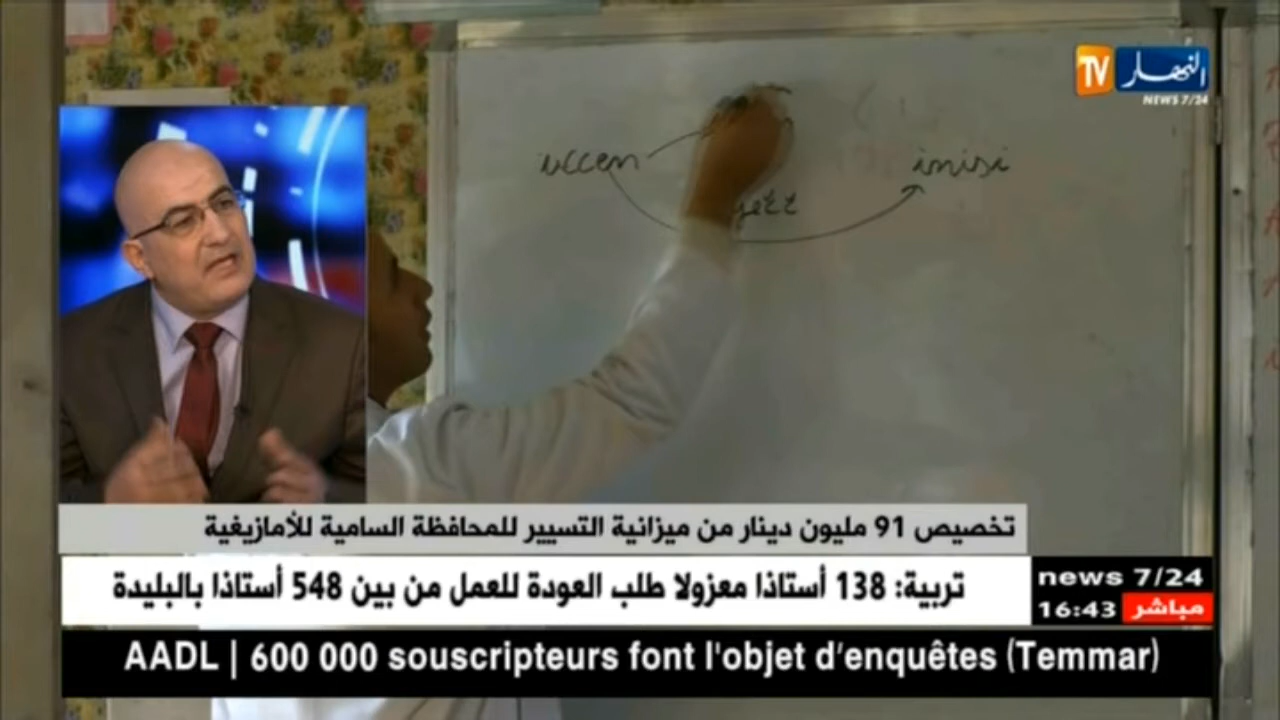 TV النهار
NEWS 7/24
uccen
inisi
yeṭṭ
تخصيص 91 مليون دينار من ميزانية التسيير للمحافظة السامية للأمازيغية
تربية: 138 أستاذا معزولا طلب العودة للعمل من بين 548 أستاذا بالبليدة
news 7/24
16:43 مباشر
AADL | 600 000 souscripteurs font l'objet d'enquêtes (Temmar)